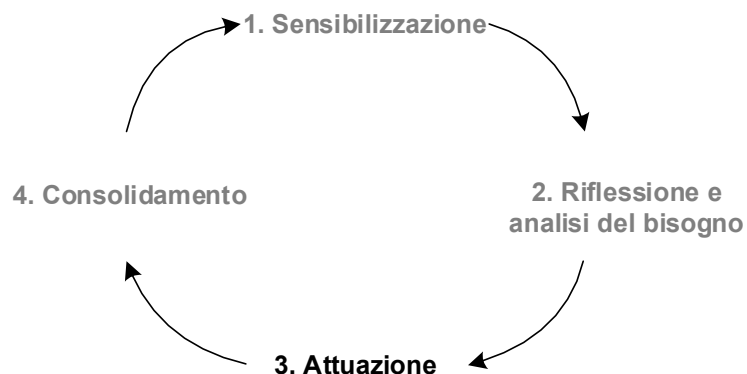 1. Sensibilizzazione
2. Riflessione e
analisi del bisogno
3. Attuazione
4. Consolidamento